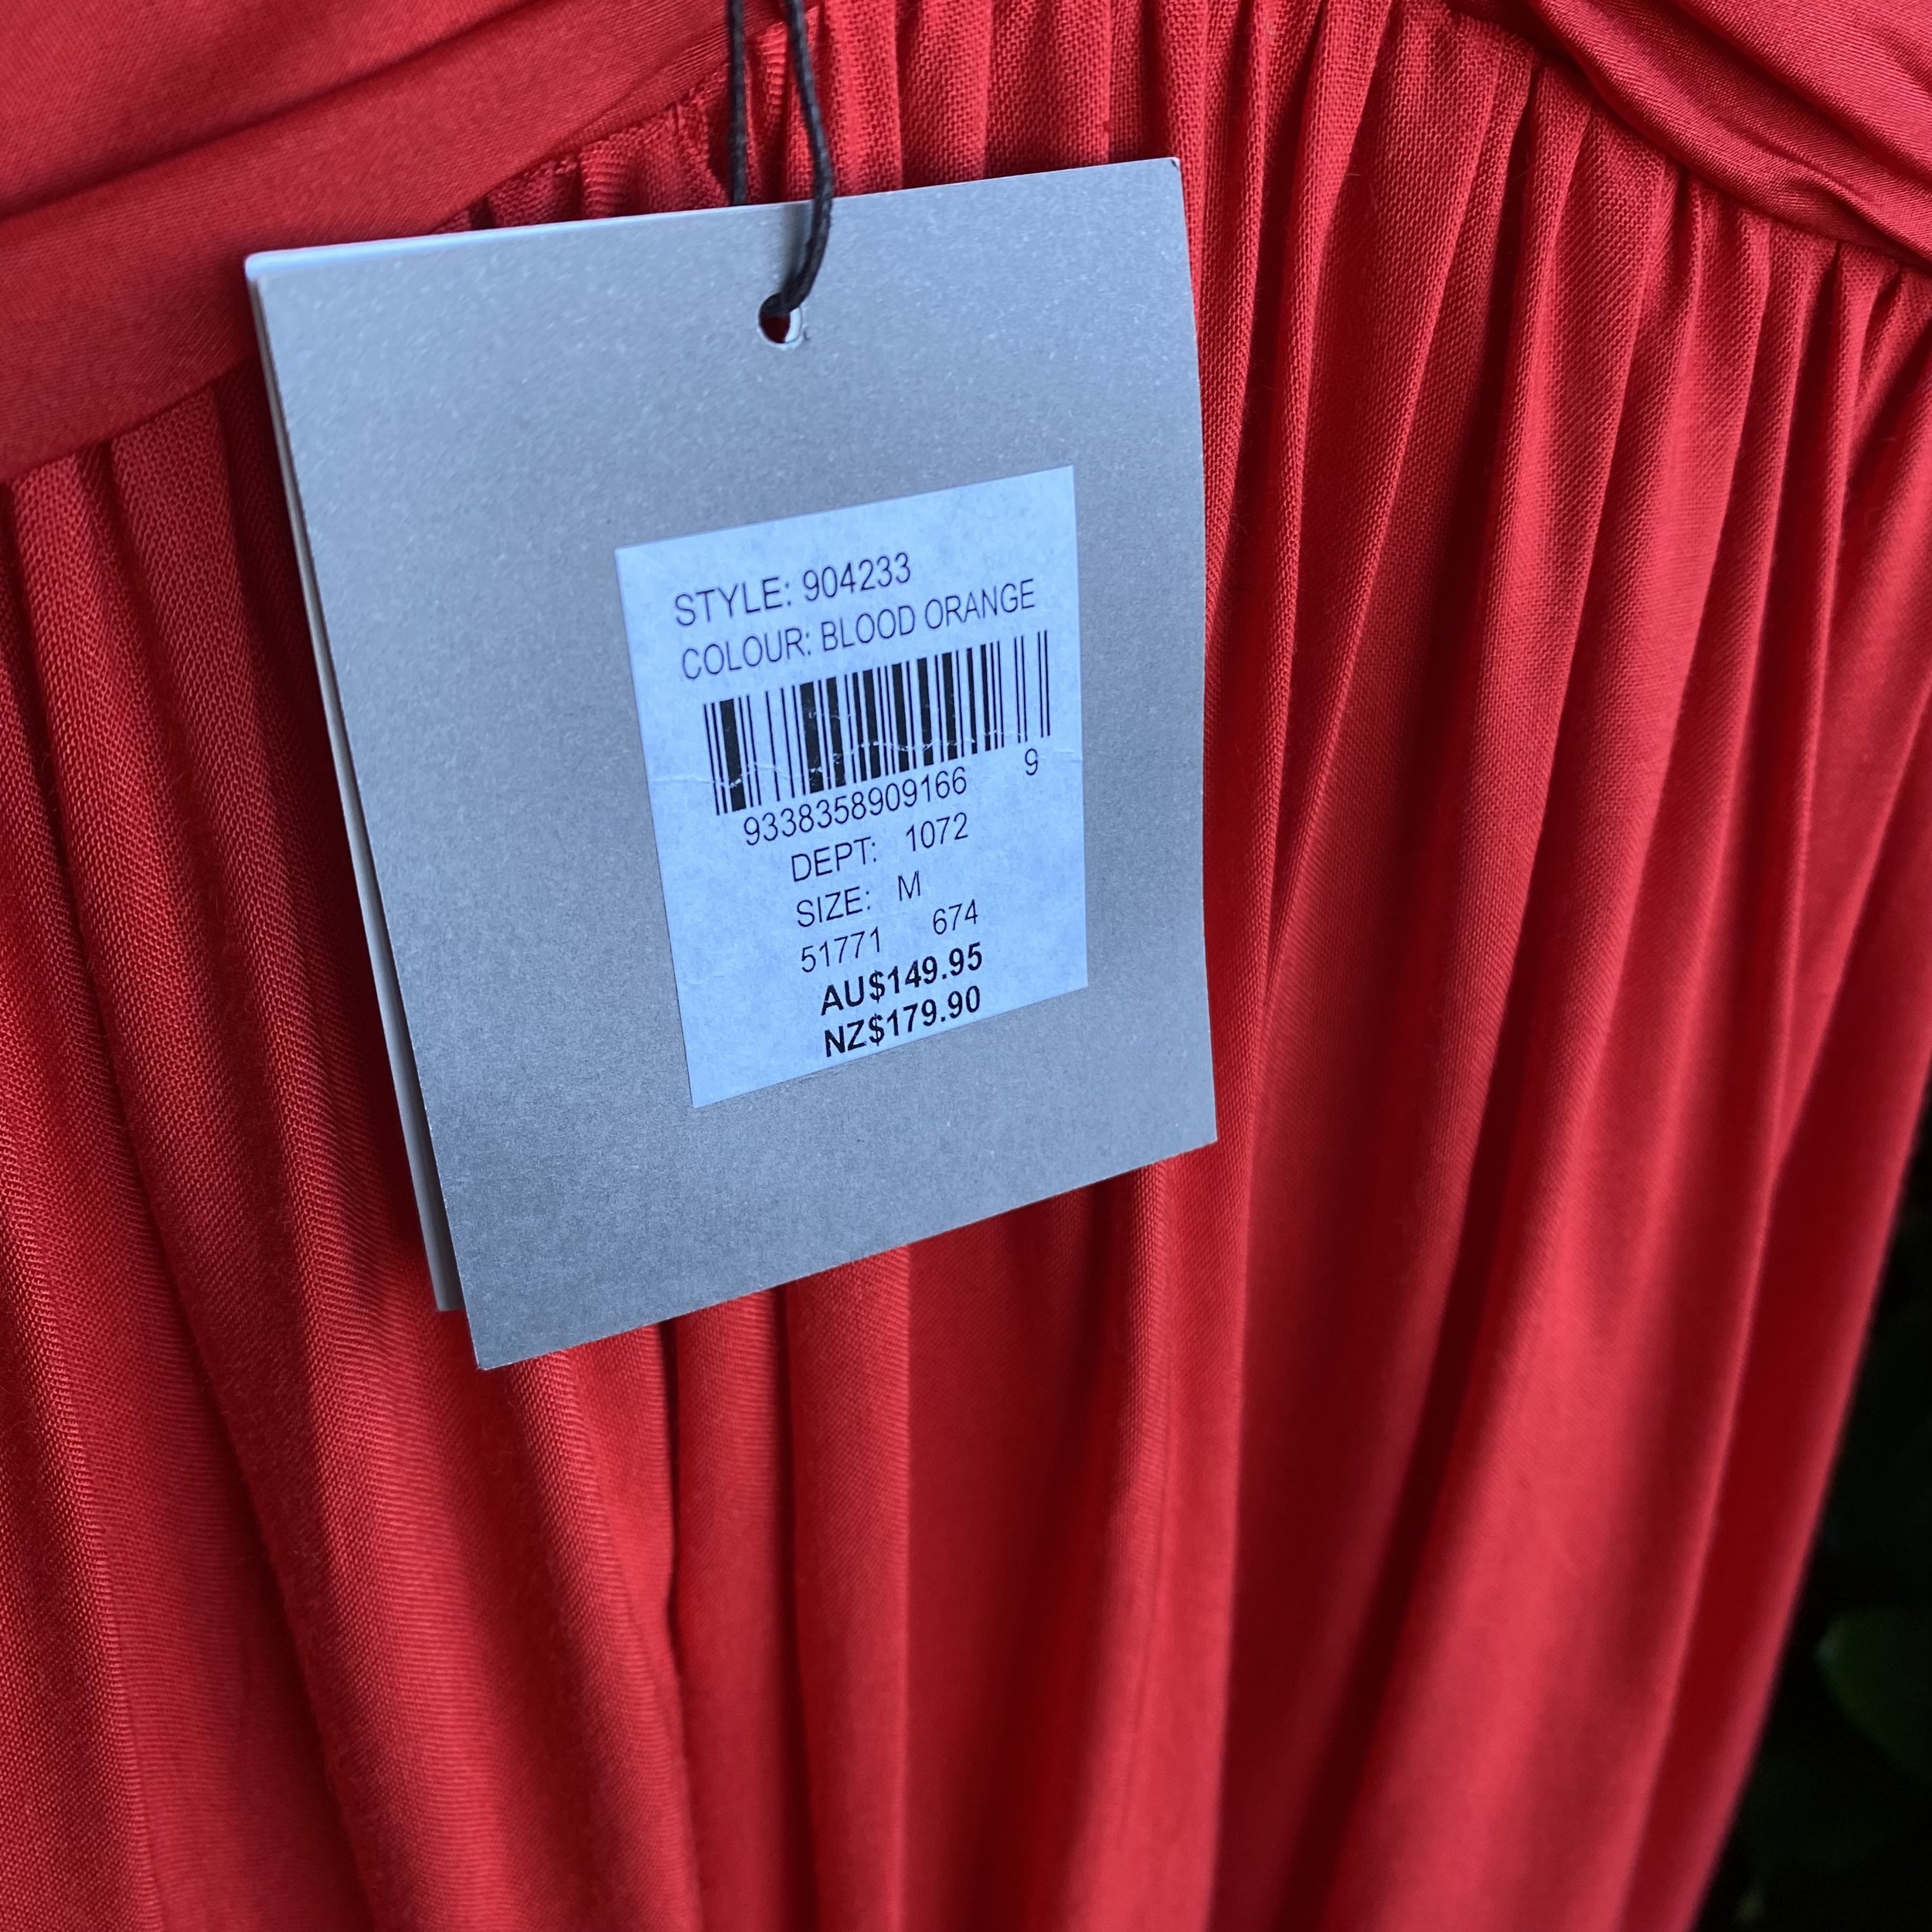 STYLE: 904233
COLOUR: BLOOD ORANGE
9338358909166 9
DEPT: 1072
SIZE: M
51771 674
AU$149.95
NZ$179.90